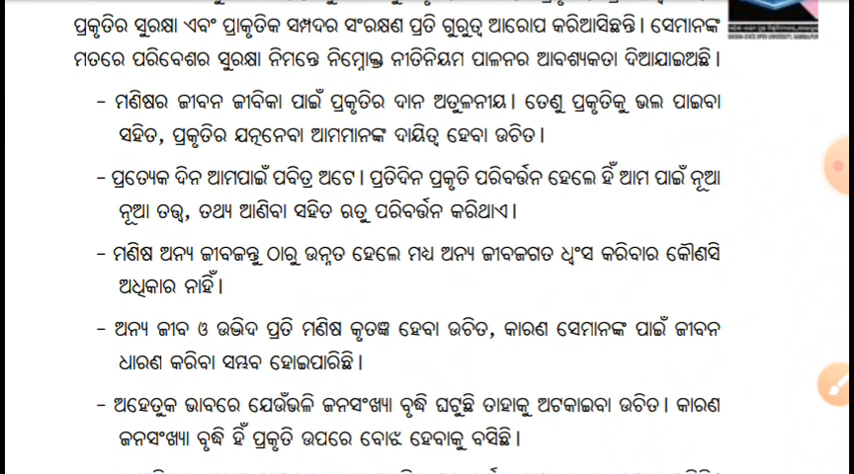 ପ୍ରକୃତିର ସୁରକ୍ଷା ଏବଂ ପ୍ରାକୃତିକ ସମ୍ପଦର ସଂରକ୍ଷଣ ପ୍ରତି ଗୁରୁତ୍ୱ ଆରୋପ କରିଆସିଛନ୍ତି। ସେମାନଙ୍କ
ମତରେ ପରିବେଶର ସୁରକ୍ଷା ନିମନ୍ତେ ନିମ୍ନୋକ୍ତ ନୀତିନିୟମ ପାଳନର ଆବଶ୍ୟକତା ଦିଆଯାଇଅଛି।
– ମଣିଷର ଜୀବନ ଜୀବିକା ପାଇଁ ପ୍ରକୃତିର ଦାନ ଅତୁଳନୀୟ। ତେଣୁ ପ୍ରକୃତିକୁ ଭଲ ପାଇବା
ସହିତ, ପ୍ରକୃତିର ଯତ୍ନନେବା ଆମମାନଙ୍କ ଦାୟିତ୍ୱ ହେବା ଉଚିତ।
– ପ୍ରତ୍ୟେକ ଦିନ ଆମପାଇଁ ପବିତ୍ର ଅଟେ। ପ୍ରତିଦିନ ପ୍ରକୃତି ପରିବର୍ତ୍ତନ ହେଲେ ହିଁ ଆମ ପାଇଁ ନୂଆ
ନୂଆ ତତ୍ତ୍ୱ, ତଥ୍ୟ ଆଣିବା ସହିତ ଋତୁ ପରିବର୍ତ୍ତନ କରିଥାଏ।
– ମଣିଷ ଅନ୍ୟ ଜୀବଜନ୍ତୁ ଠାରୁ ଉନ୍ନତ ହେଲେ ମଧ୍ୟ ଅନ୍ୟ ଜୀବଜଗତ ଧ୍ୱଂସ କରିବାର କୌଣସି
ଅଧିକାର ନାହିଁ।
– ଅନ୍ୟ ଜୀବ ଓ ଉଦ୍ଭିଦ ପ୍ରତି ମଣିଷ କୃତଜ୍ଞ ହେବା ଉଚିତ, କାରଣ ସେମାନଙ୍କ ପାଇଁ ଜୀବନ
ଧାରଣ କରିବା ସମ୍ଭବ ହୋଇପାରିଛି।
– ଅହେତୁକ ଭାବରେ ଯେଉଁଭଳି ଜନସଂଖ୍ୟା ବୃଦ୍ଧି ଘଟୁଛି ତାହାକୁ ଅଟକାଇବା ଉଚିତ। କାରଣ
ଜନସଂଖ୍ୟା ବୃଦ୍ଧି ହିଁ ପ୍ରକୃତି ଉପରେ ବୋଝ ହେବାକୁ ବସିଛି।